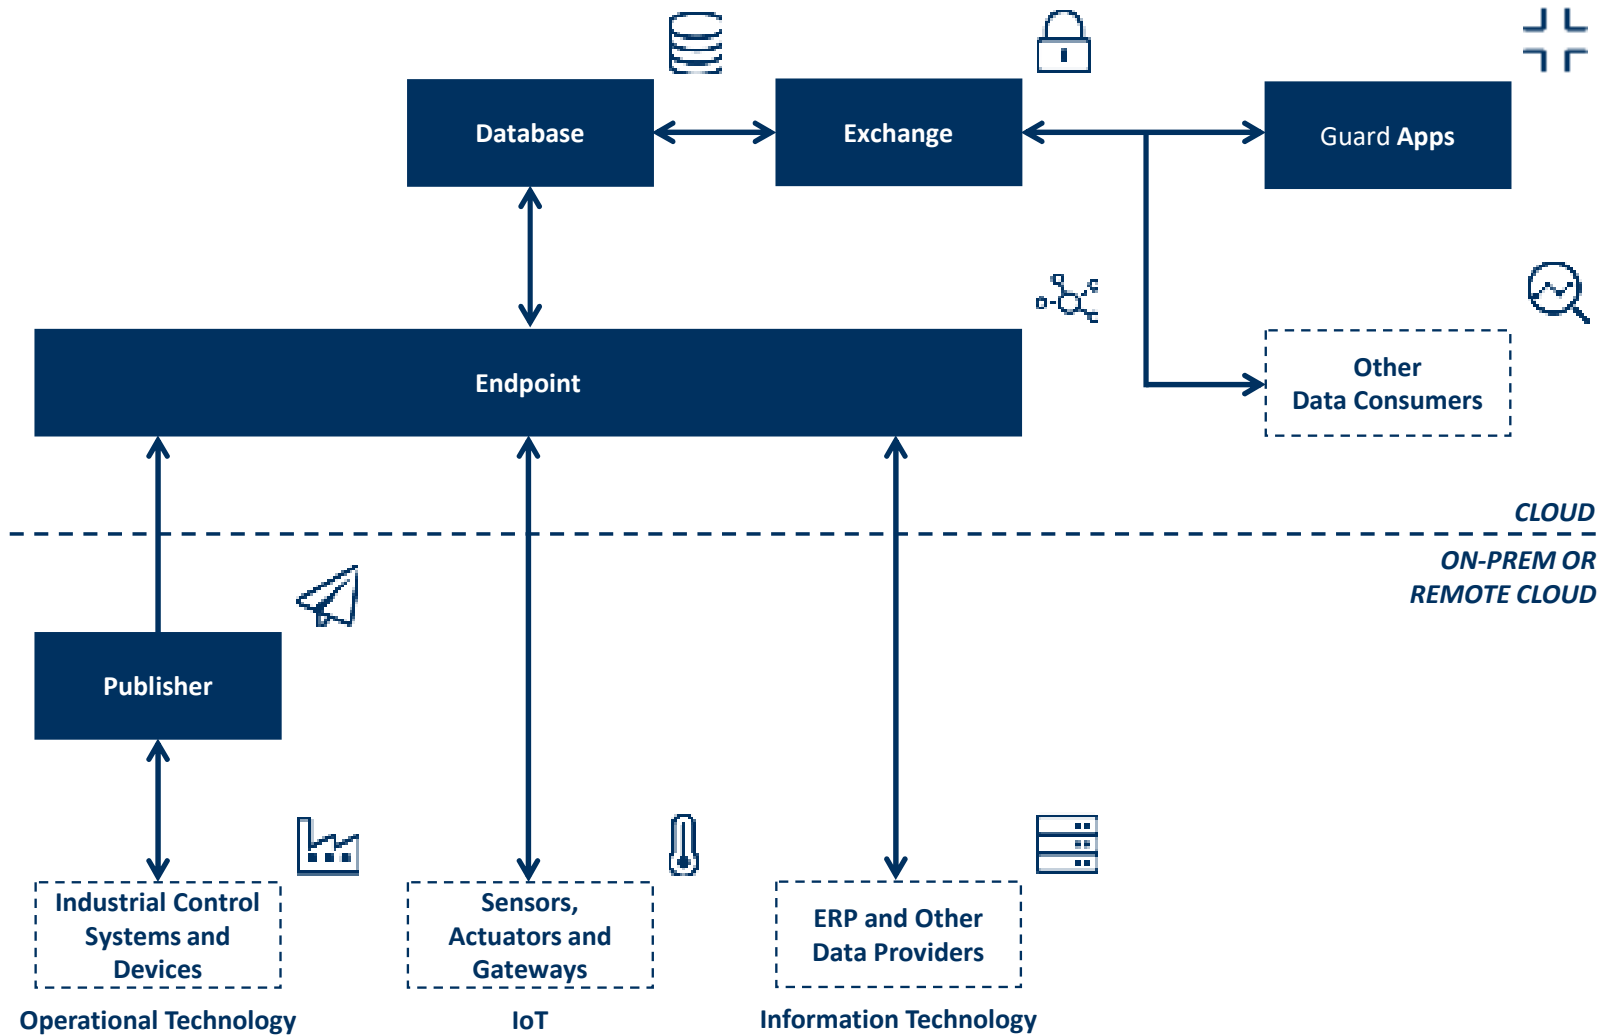 Database
Exchange
Guard Apps
Endpoint
Other
Data Consumers
CLOUD
ON-PREM OR
REMOTE CLOUD
Publisher
Industrial Control
Systems and
Devices
Sensors,
Actuators and
Gateways
ERP and Other
Data Providers
Operational Technology
IoT
Information Technology